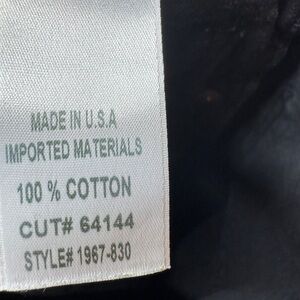 MADE IN U.S.A
IMPORTED MATERIALS
100 % COTTON
CUT# 64144
STYLE# 1967-830